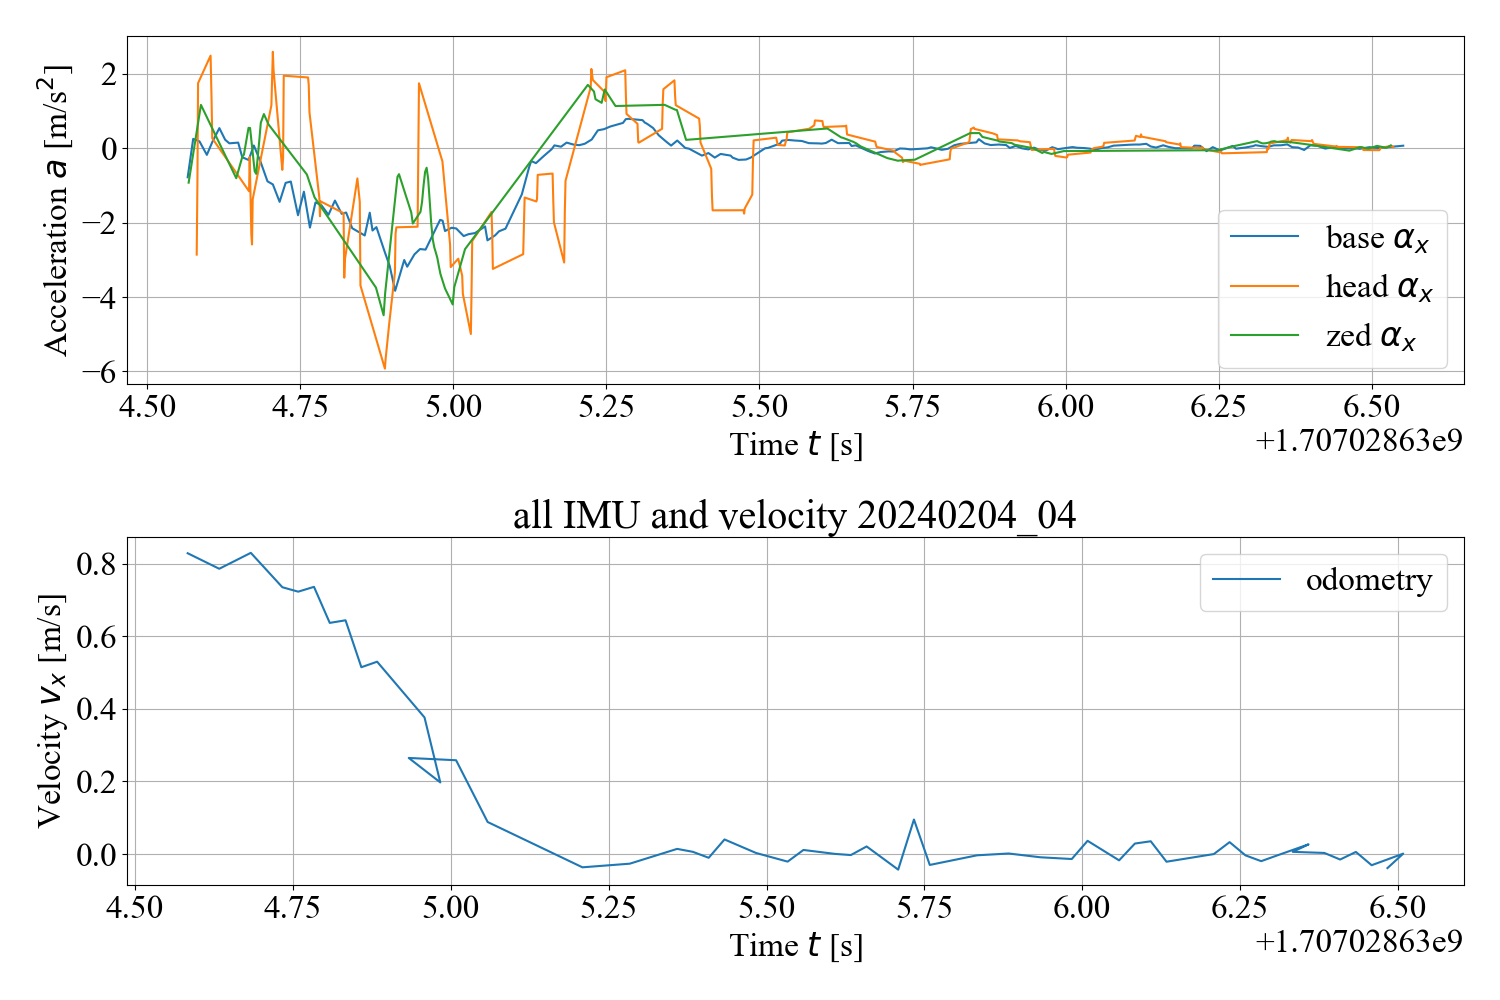 Acceleration a [m/s²]
2
0
−2
−4
−6
4.50 4.75 5.00 5.25 5.50 5.75 6.00 6.25 6.50
Time t [s]
+1.70702863e9
base αₓ
head αₓ
zed αₓ
all IMU and velocity 20240204_04
Velocity vₓ [m/s]
0.8
0.6
0.4
0.2
0.0
4.50 4.75 5.00 5.25 5.50 5.75 6.00 6.25 6.50
Time t [s]
+1.70702863e9
odometry